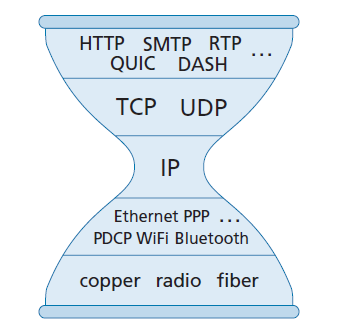 HTTP SMTP RTP ...
QUIC DASH
TCP UDP
IP
Ethernet PPP ...
PDCP WiFi Bluetooth
copper radio fiber